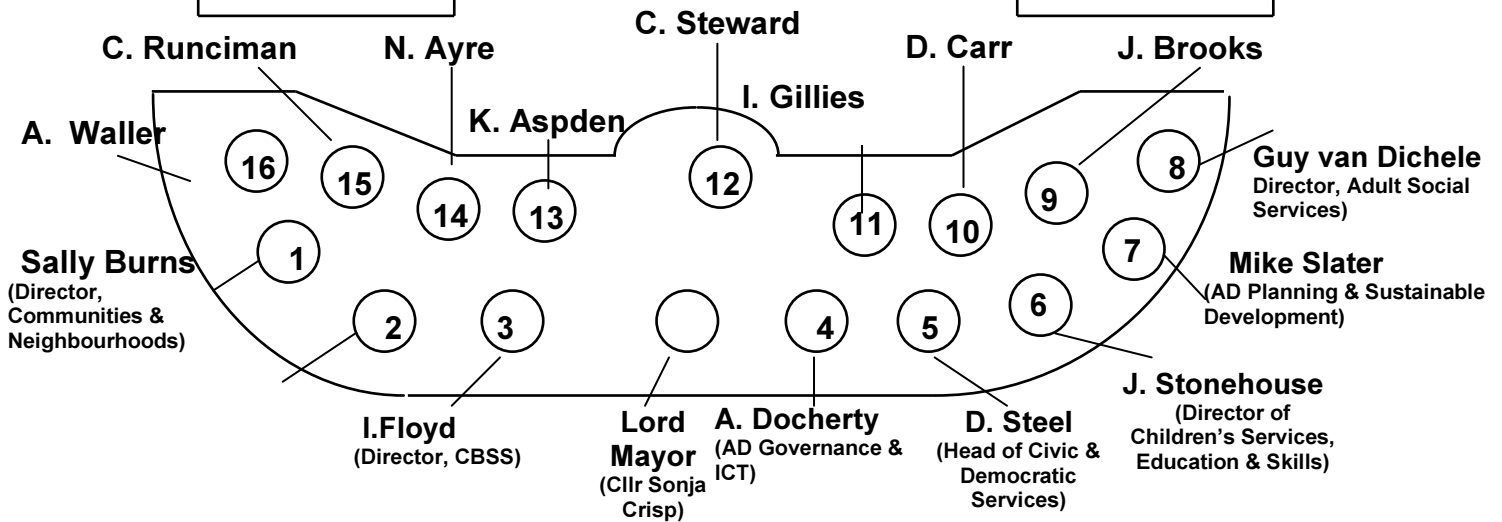 C. Steward
C. Runciman
N. Ayre
D. Carr
J. Brooks
I. Gillies
K. Aspden
A. Waller
16
15
14
13
12
11
10
9
8
Guy van Dichele
Director, Adult Social
Services)
Sally Burns
(Director,
Communities &
Neighbourhoods)
1
2
3
4
5
6
7
Mike Slater
(AD Planning & Sustainable
Development)
I.Floyd
(Director, CBSS)
Lord
Mayor
(Cllr Sonja
Crisp)
A. Docherty
(AD Governance &
ICT)
D. Steel
(Head of Civic &
Democratic
Services)
J. Stonehouse
(Director of
Children's Services,
Education & Skills)